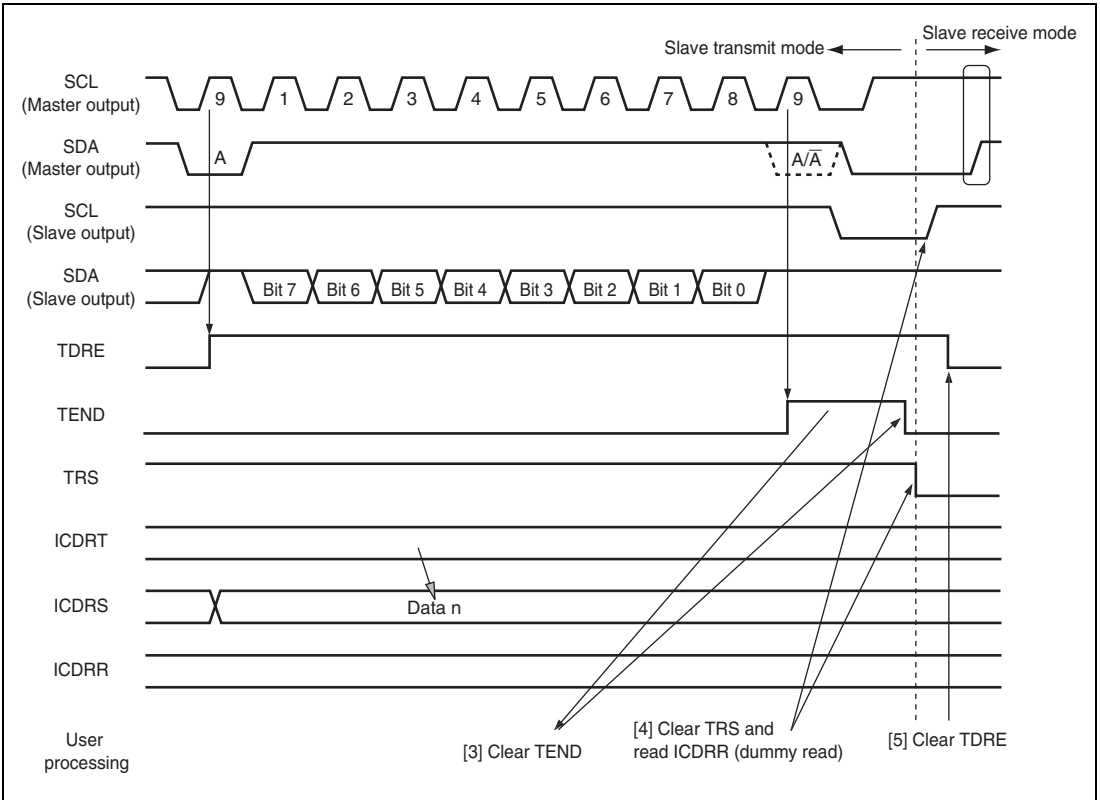 Slave transmit mode
Slave receive mode
SCL
(Master output)
9 1 2 3 4 5 6 7 8 9
SDA
(Master output)
A
A/A̅
SCL
(Slave output)
SDA
(Slave output)
Bit 7 Bit 6 Bit 5 Bit 4 Bit 3 Bit 2 Bit 1 Bit 0
TDRE
TEND
TRS
ICDRT
ICDRS
Data n
ICDRR
User
processing
[3] Clear TEND
[4] Clear TRS and
read ICDRR (dummy read)
[5] Clear TDRE